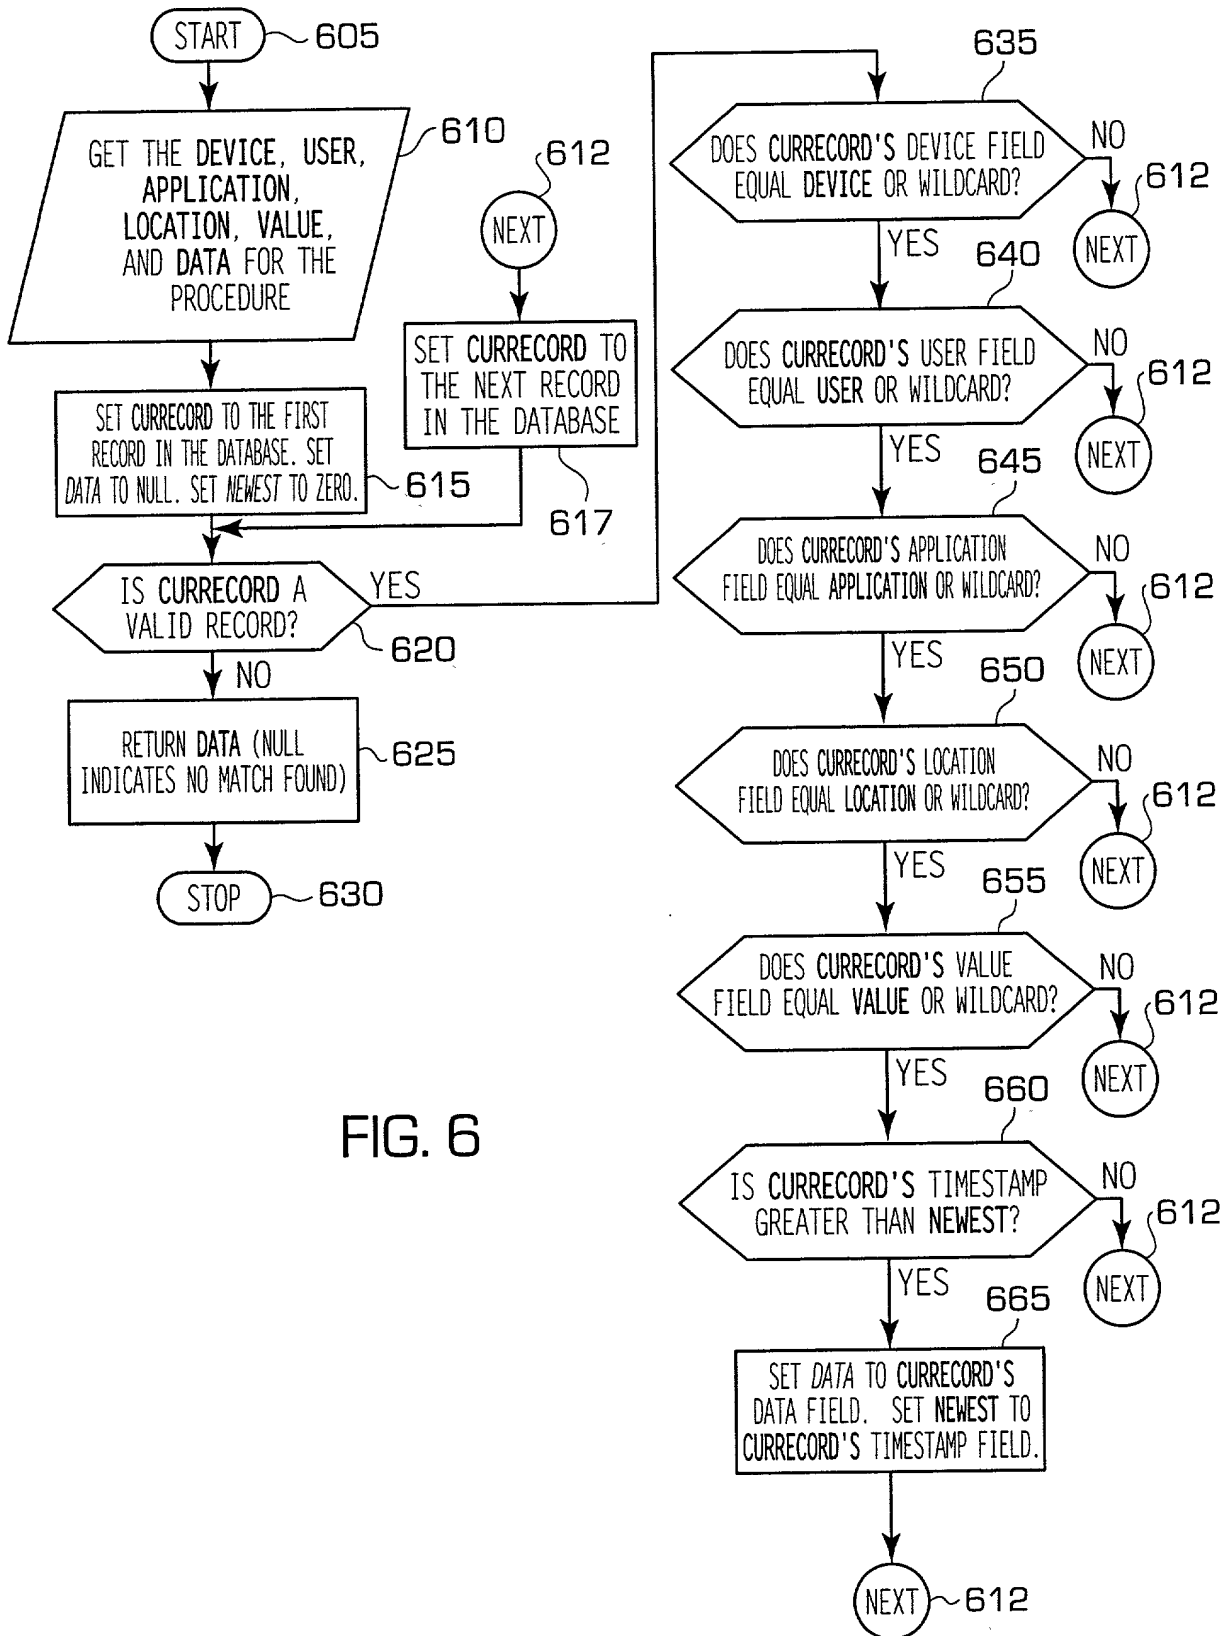 START
605
GET THE DEVICE, USER,
APPLICATION,
LOCATION, VALUE,
AND DATA FOR THE
PROCEDURE
610
SET CURRECORD TO THE FIRST
RECORD IN THE DATABASE. SET
DATA TO NULL. SET NEWEST TO ZERO.
615
612
NEXT
SET CURRECORD TO
THE NEXT RECORD
IN THE DATABASE
617
IS CURRECORD A
VALID RECORD?
YES
620
NO
RETURN DATA (NULL
INDICATES NO MATCH FOUND)
625
STOP
630
635
DOES CURRECORD'S DEVICE FIELD
EQUAL DEVICE OR WILDCARD?
NO
612
NEXT
YES
640
DOES CURRECORD'S USER FIELD
EQUAL USER OR WILDCARD?
NO
612
NEXT
YES
645
DOES CURRECORD'S APPLICATION
FIELD EQUAL APPLICATION OR WILDCARD?
NO
612
NEXT
YES
650
DOES CURRECORD'S LOCATION
FIELD EQUAL LOCATION OR WILDCARD?
NO
612
NEXT
YES
655
DOES CURRECORD'S VALUE
FIELD EQUAL VALUE OR WILDCARD?
NO
612
NEXT
YES
660
IS CURRECORD'S TIMESTAMP
GREATER THAN NEWEST?
NO
612
NEXT
YES
665
SET DATA TO CURRECORD'S
DATA FIELD. SET NEWEST TO
CURRECORD'S TIMESTAMP FIELD.
NEXT
612
FIG. 6